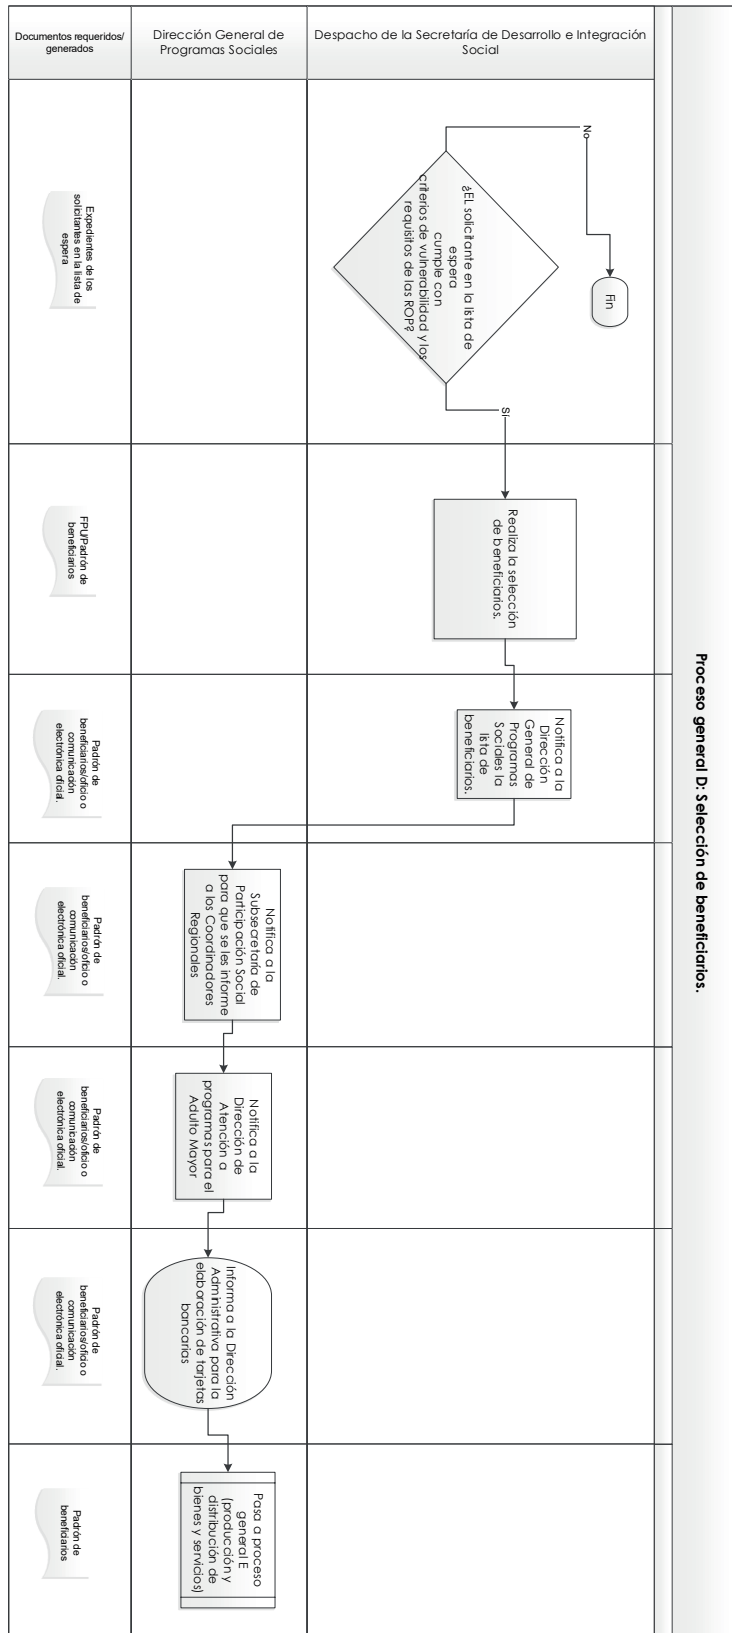 Proceso general D: Selección de beneficiarios.
Documentos requeridos/
generados
Dirección General de
Programas Sociales
Despacho de la Secretaría de Desarrollo e Integración
Social
¿EL solicitante en la lista de
espera
cumple con
criterios de vulnerabilidad y los
requisitos de las ROP?
No
Fin
Sí
Expedientes de los
solicitantes en la lista de
espera
Realiza la selección
de beneficiarios.
FPU/Padrón de
beneficiarios
Notifica a la
Dirección
General de
Programas
Sociales la
lista de
beneficiarios.
Padrón de
beneficiarios/oficio o
comunicación
electrónica oficial.
Notifica a la
Subsecretaría de
Participación Social
para que se les informe
a los Coordinadores
Regionales
Padrón de
beneficiarios/oficio o
comunicación
electrónica oficial.
Notifica a la
Dirección de
Atención a
programas para el
Adulto Mayor
Padrón de
beneficiarios/oficio o
comunicación
electrónica oficial.
Informa a la Dirección
Administrativa para la
elaboración de tarjetas
bancarias
Padrón de
beneficiarios/oficio o
comunicación
electrónica oficial.
Pasa a proceso
general E
(producción y
distribución de
bienes y servicios)
Padrón de
beneficiarios